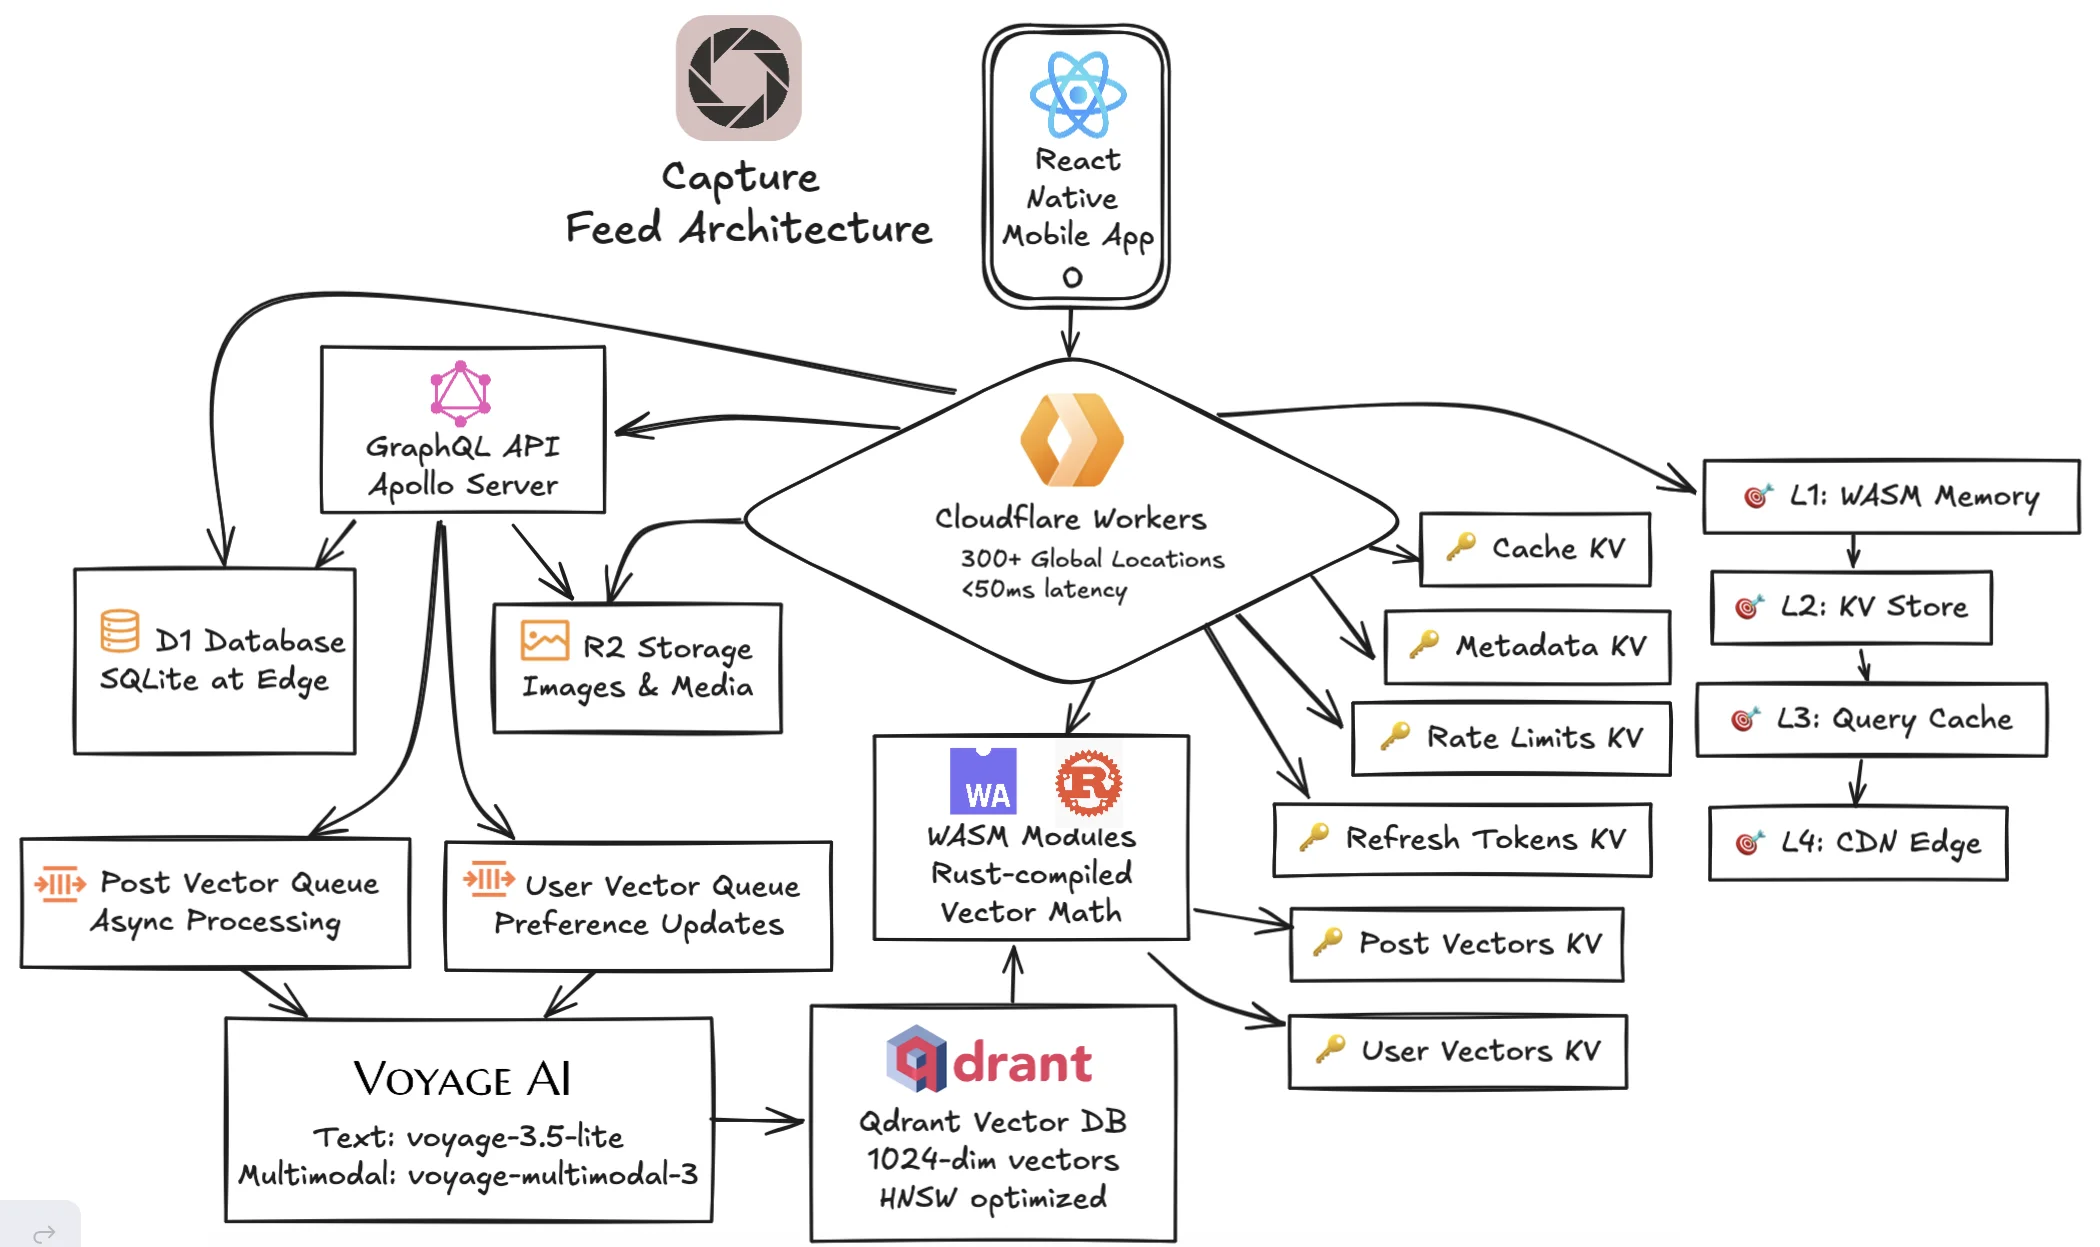 Capture
Feed Architecture
React
Native
Mobile App
GraphQL API
Apollo Server
Cloudflare Workers
300+ Global Locations
<50ms latency
D1 Database
SQLite at Edge
R2 Storage
Images & Media
Cache KV
Metadata KV
Rate Limits KV
Refresh Tokens KV
L1: WASM Memory
L2: KV Store
L3: Query Cache
L4: CDN Edge
WA
R
WASM Modules
Rust-compiled
Vector Math
Post Vector Queue
Async Processing
User Vector Queue
Preference Updates
Post Vectors KV
User Vectors KV
VOYAGE AI
Text: voyage-3.5-lite
Multimodal: voyage-multimodal-3
qdrant
Qdrant Vector DB
1024-dim vectors
HNSW optimized